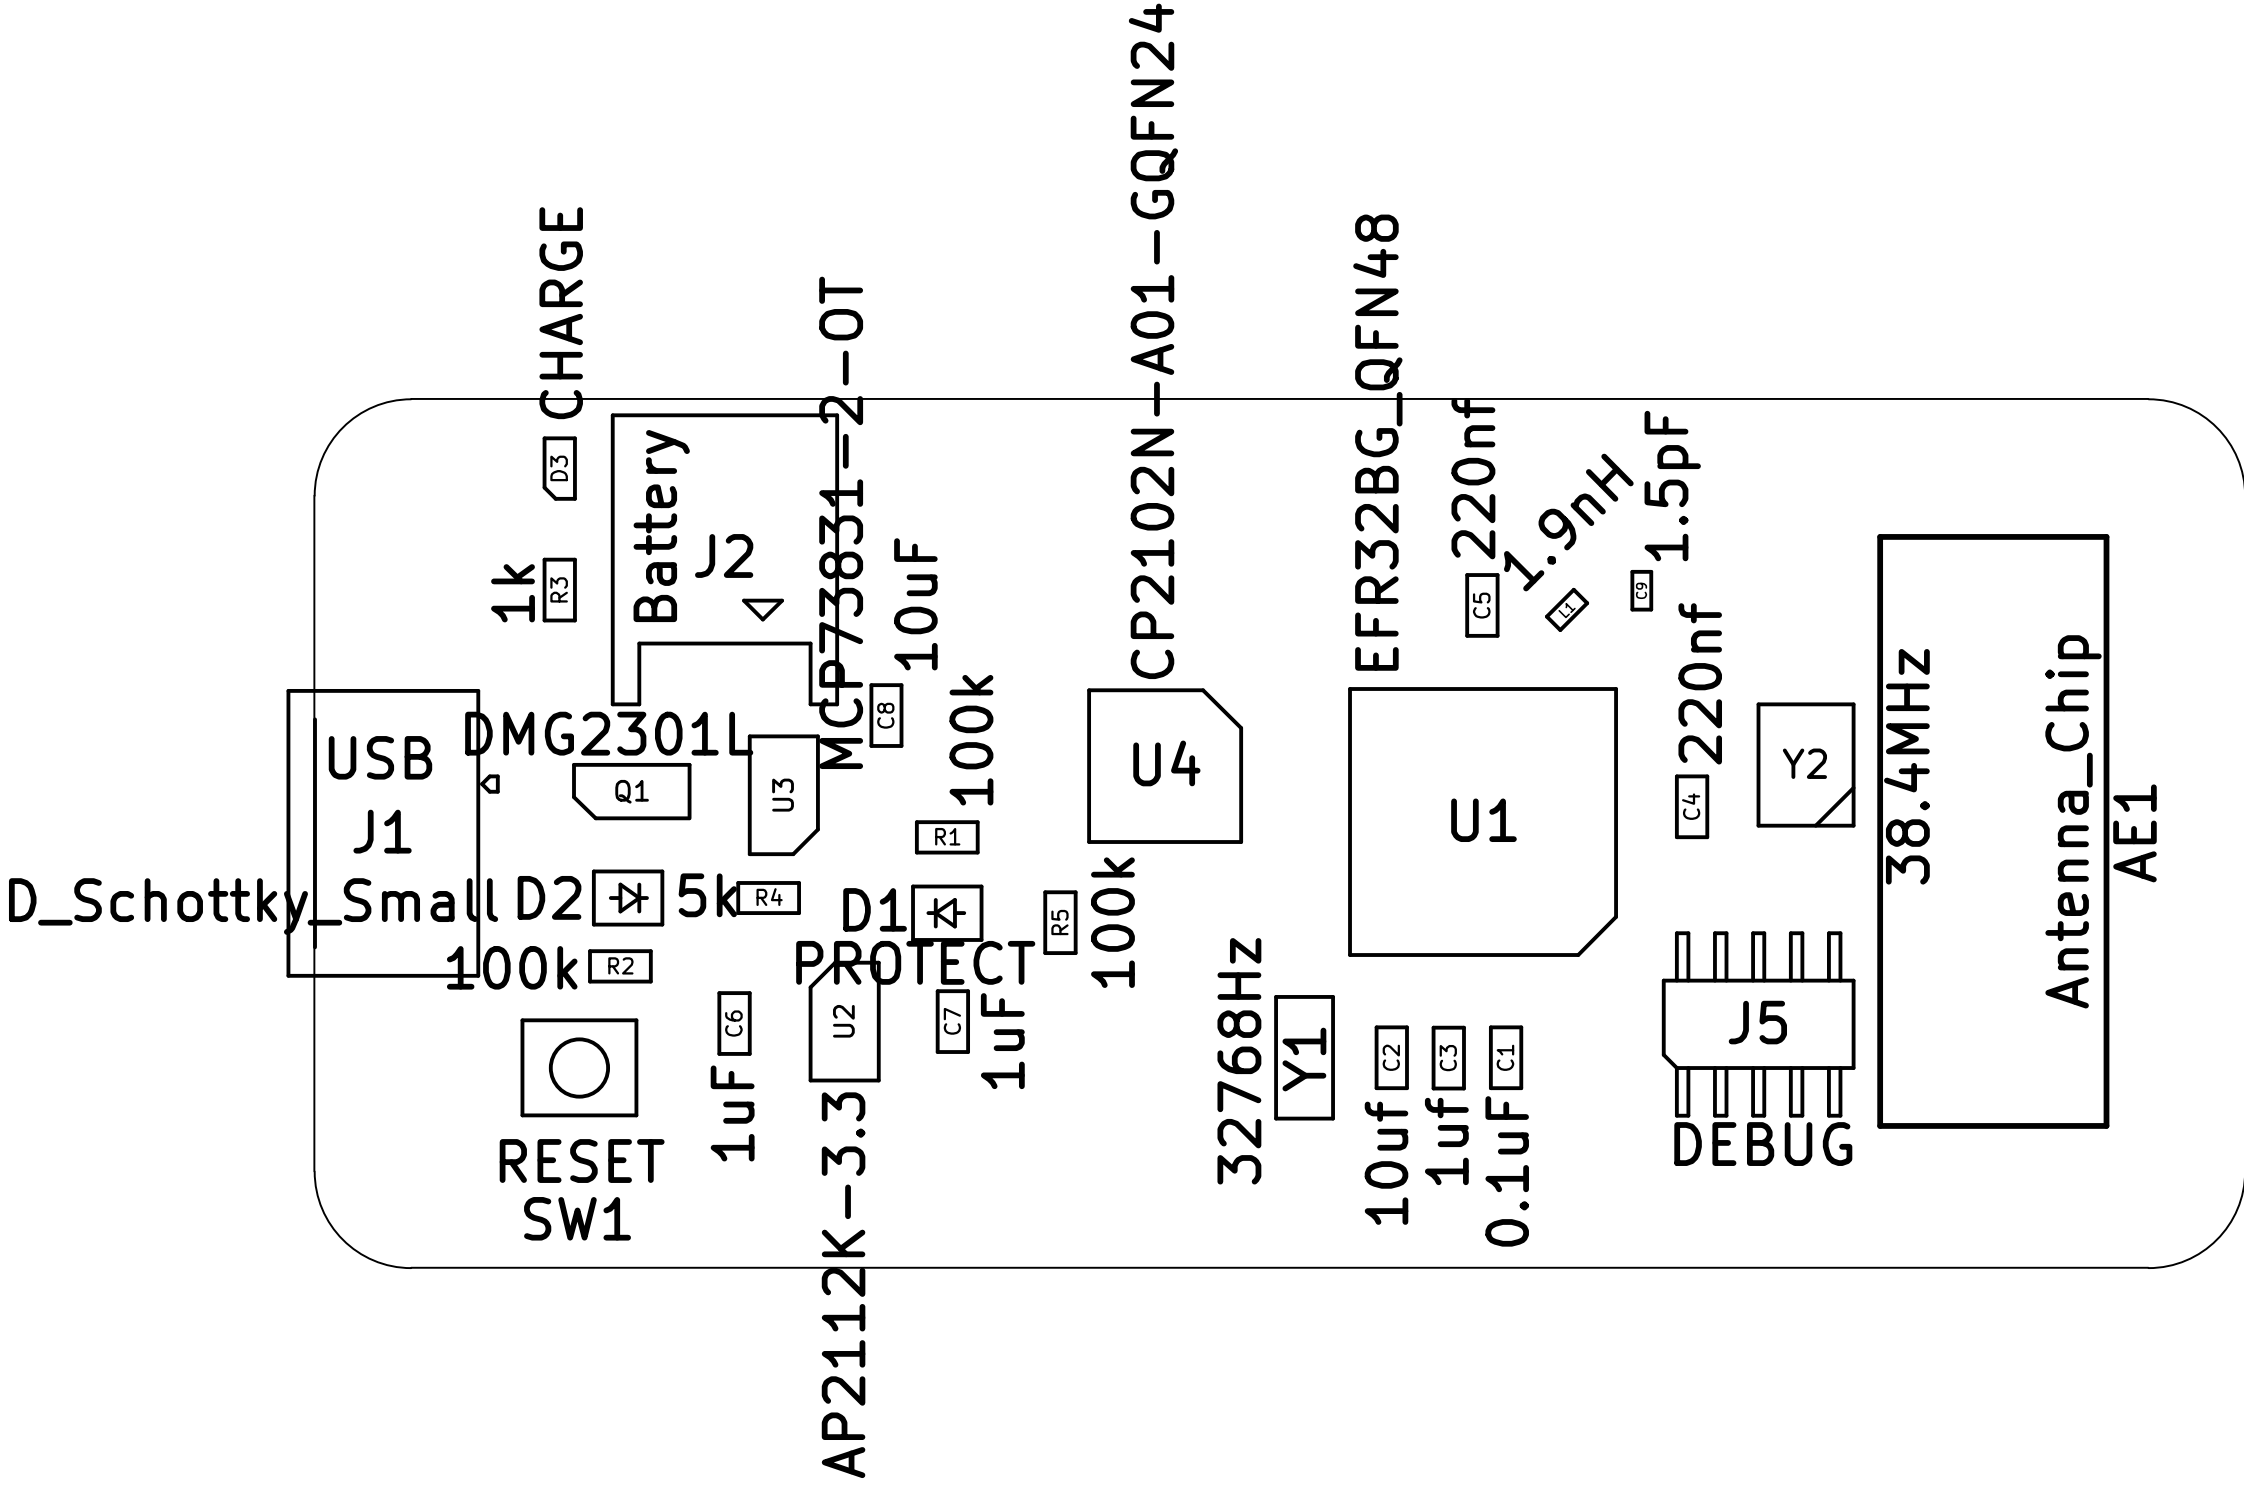 CP2102N-A01-GQFN24
CHARGE
EFR32BG_QFN48
MCP73831-2-OT
D3
Battery
J2
220nf
1.9nH
1.5pF
1k
R3
10uF
C5
L1
C9
220nf
38.4MHz
Antenna_Chip
AE1
USB
J1
DMG2301L
Q1
U3
C8
100k
R1
U4
U1
C4
Y2
D_Schottky_Small
D2
5k
R4
D1
R5
100k
100k
R2
PROTECT
C6
U2
C7
1uF
32768Hz
Y1
C2
C3
C1
J5
1uF
10uf
1uf
0.1uF
DEBUG
RESET
SW1
AP2112K-3.3